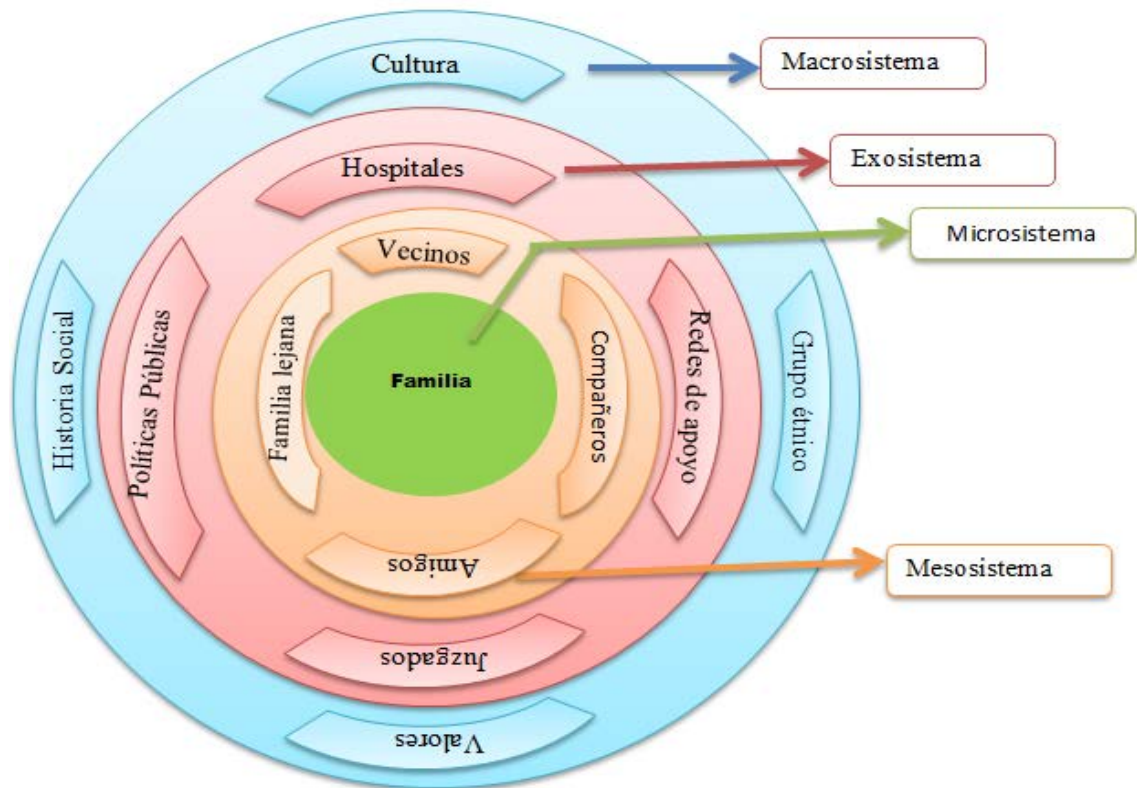 Cultura
Macrosistema
Hospitales
Exosistema
Microsistema
Vecinos
Historia Social
Políticas Públicas
Familia lejana
Familia
Compañeros
Redes de apoyo
Grupo étnico
Amigos
Mesosistema
Juzgados
Valores